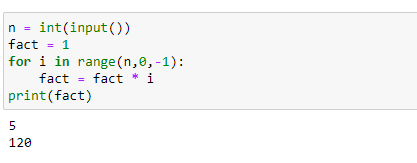 n = int(input())
fact = 1
for i in range(n,0,-1):
    fact = fact * i
print(fact)
5
120